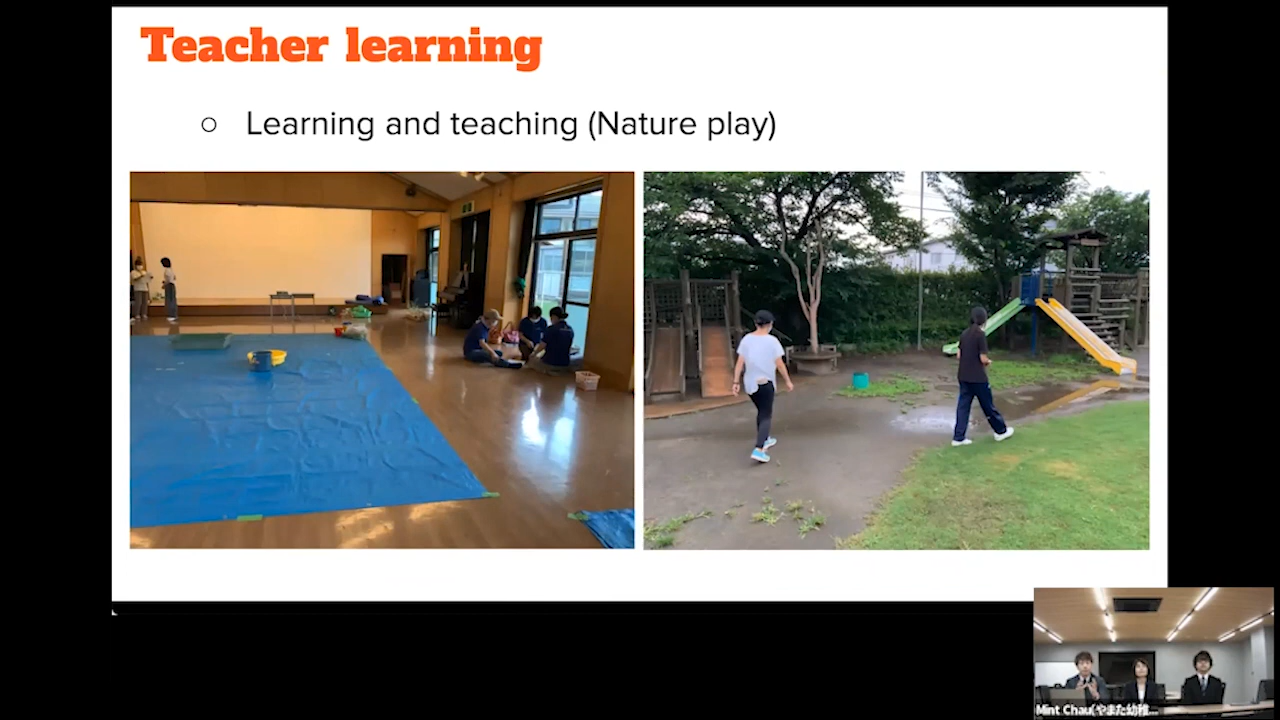 Teacher learning
Learning and teaching (Nature play)
Mint Chau(やまた幼稚...